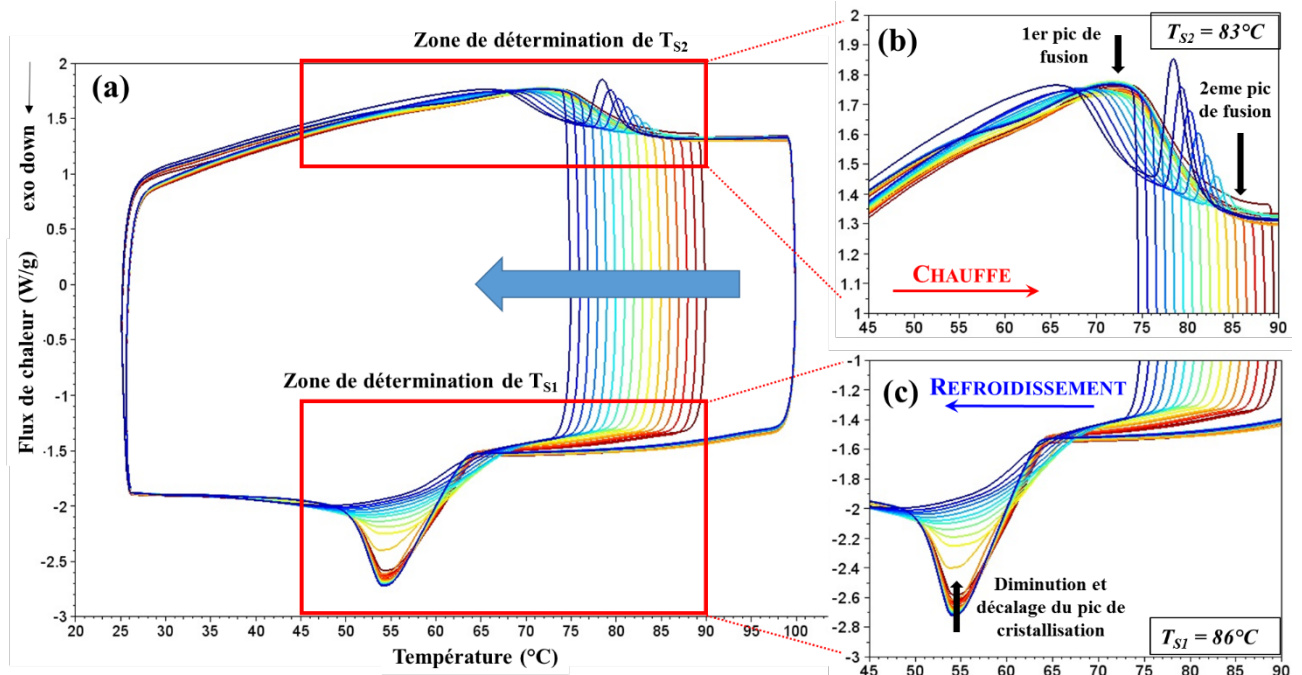 Zone de détermination de TS2
(a)
exo down
Flux de chaleur (W/g)
2
1.5
1
0.5
0
-0.5
-1
-1.5
-2
-2.5
-3
Zone de détermination de TS1
20 25 30 35 40 45 50 55 60 65 70 75 80 85 90 95 100
Température (°C)
(b)
1er pic de
fusion
TS2 = 83°C
2eme pic
de fusion
CHAUFFE
2
1.9
1.8
1.7
1.6
1.5
1.4
1.3
1.2
1.1
1
45 50 55 60 65 70 75 80 85 90
(c)
REFROIDISSEMENT
-1
-1.2
-1.4
-1.6
-1.8
-2
-2.2
-2.4
-2.6
-2.8
-3
Diminution et
décalage du pic de
cristallisation
TS1 = 86°C
45 50 55 60 65 70 75 80 85 90